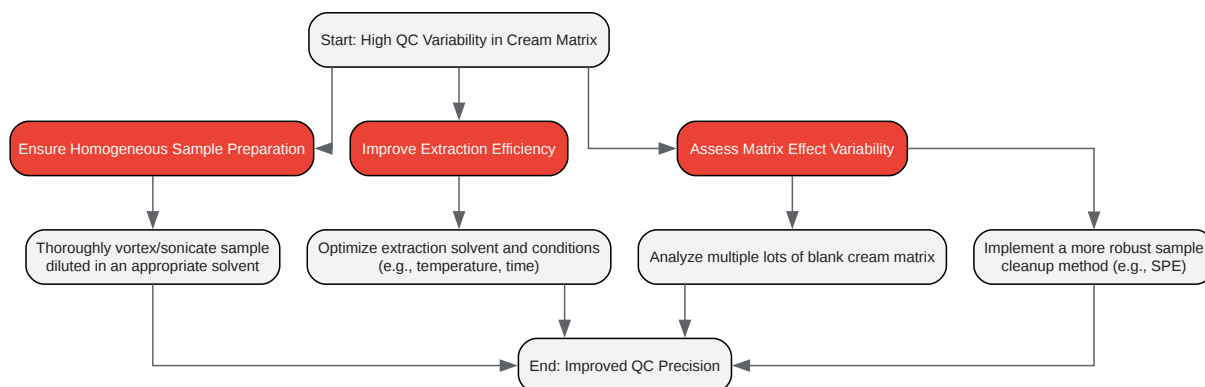 Start: High QC Variability in Cream Matrix
Ensure Homogeneous Sample Preparation
Improve Extraction Efficiency
Assess Matrix Effect Variability
Thoroughly vortex/sonicate sample
diluted in an appropriate solvent
Optimize extraction solvent and conditions
(e.g., temperature, time)
Analyze multiple lots of blank cream matrix
Implement a more robust sample
cleanup method (e.g., SPE)
End: Improved QC Precision